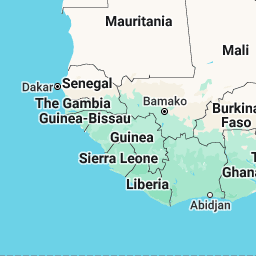 Mauritania
Mali
Dakar
Senegal
The Gambia
Bamako
Guinea-Bissau
Burkina
Faso
Guinea
Sierra Leone
Ghana
Liberia
Abidjan